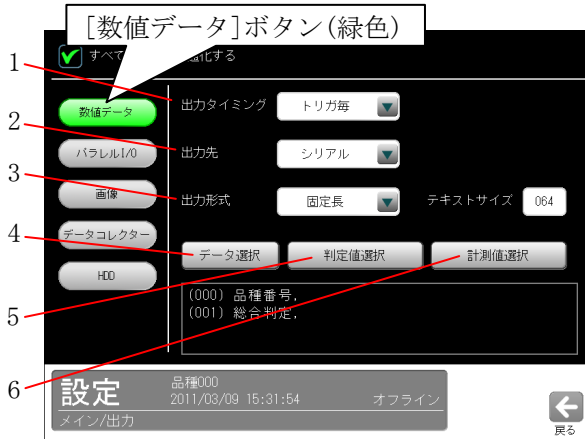 [数値データ]ボタン(緑色)
すべて
適化する
1
数値データ
出力タイミング
トリガ毎
2
パラレルI/O
出力先
シリアル
3
画像
出力形式
固定長
テキストサイズ
064
4
データコレクター
データ選択
判定値選択
計測値選択
HDD
5
(000) 品種番号,
(001) 総合判定,
6
設定
品種000
2011/03/09 15:31:54
オフライン
メイン/出力
戻る